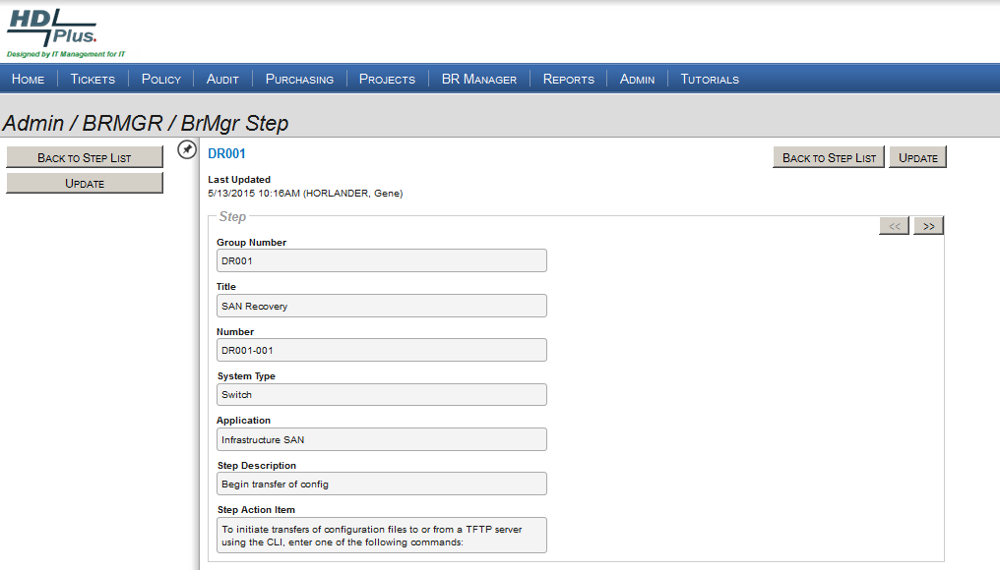 HD Plus.
Designed by IT Management for IT
HOME TICKETS POLICY AUDIT PURCHASING PROJECTS BR MANAGER REPORTS ADMIN TUTORIALS
Admin / BRMGR / BrMgr Step
BACK TO STEP LIST
UPDATE
DR001
BACK TO STEP LIST UPDATE
Last Updated
5/13/2015 10:16AM (HORLANDER, Gene)
Step
<< >>
Group Number
DR001
Title
SAN Recovery
Number
DR001-001
System Type
Switch
Application
Infrastructure SAN
Step Description
Begin transfer of config
Step Action Item
To initiate transfers of configuration files to or from a TFTP server
using the CLI, enter one of the following commands: